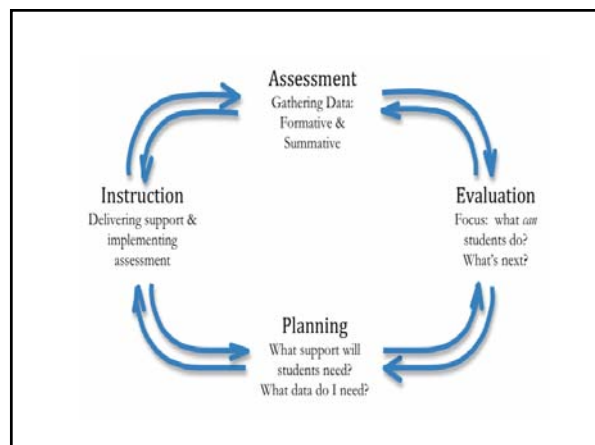 Assessment
Gathering Data:
Formative &
Summative
Instruction
Delivering support &
implementing
assessment
Evaluation
Focus: what can
students do?
What's next?
Planning
What support will
students need?
What data do I need?